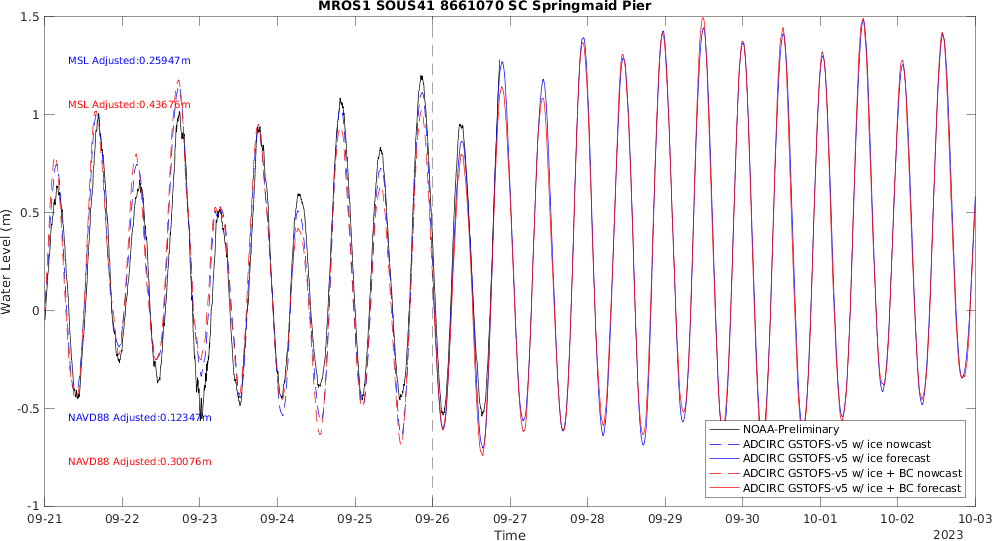 MROS1 SOUS41 8661070 SC Springmaid Pier
1.5
1
0.5
0
-0.5
-1
Water Level (m)
MSL Adjusted:0.25947m
MSL Adjusted:0.43676m
NAVD88 Adjusted:0.12347m
NAVD88 Adjusted:0.30076m
NOAA-Preliminary
ADCIRC GSTOFS-v5 w/ ice nowcast
ADCIRC GSTOFS-v5 w/ ice forecast
ADCIRC GSTOFS-v5 w/ ice + BC nowcast
ADCIRC GSTOFS-v5 w/ ice + BC forecast
09-21 09-22 09-23 09-24 09-25 09-26 09-27 09-28 09-29 09-30 10-01 10-02 10-03
Time
2023